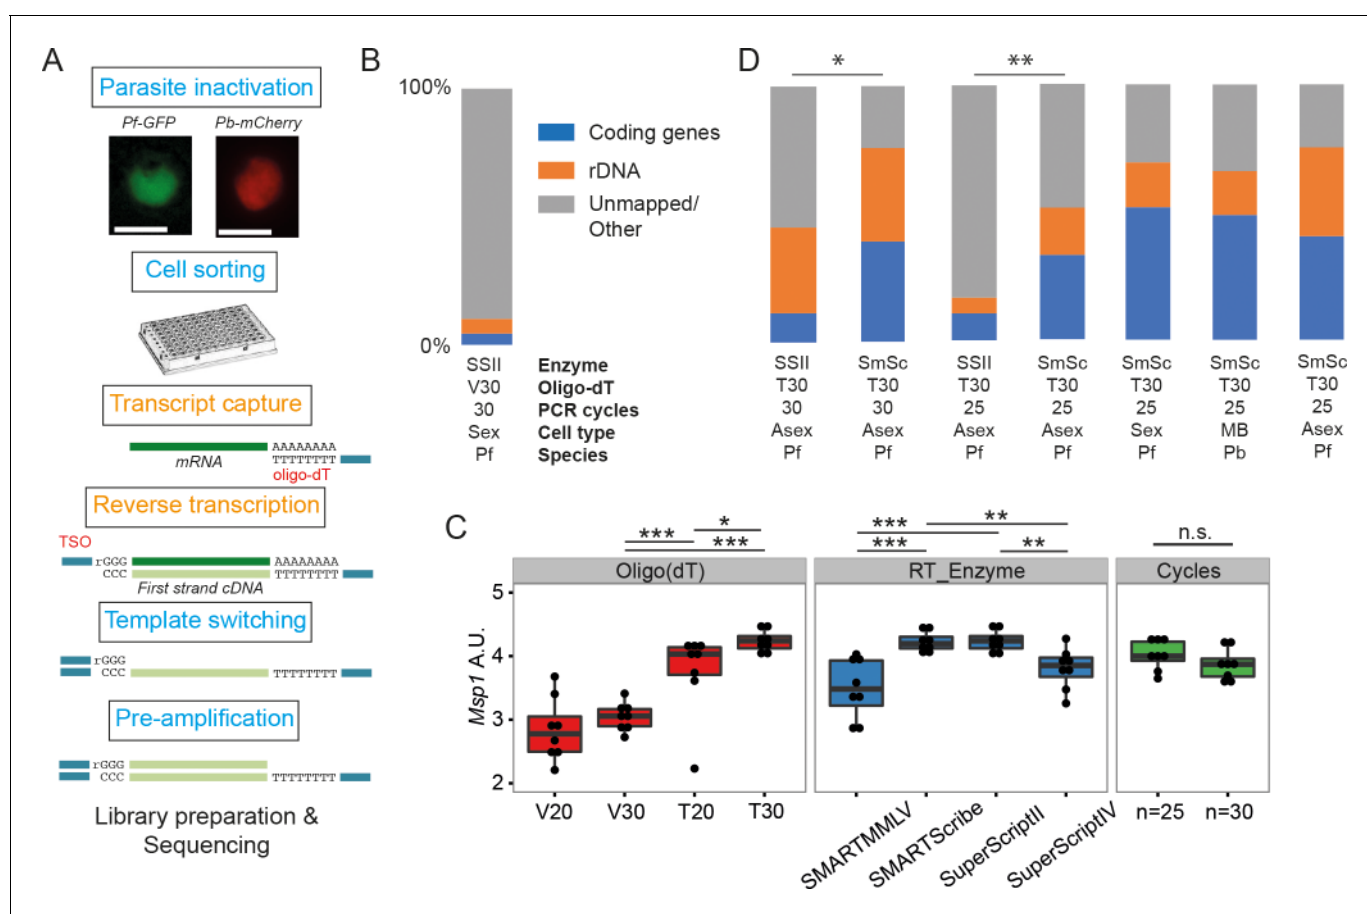 A
Parasite inactivation
Pf-GFP Pb-mCherry
Cell sorting
Transcript capture
AAAAAAAA
mRNA TTTTTTTT
oligo-dT
Reverse transcription
TSO
rGGG AAAAAAAA
CCC TTTTTTTT
First strand cDNA
Template switching
rGGG
CCC TTTTTTTT
Pre-amplification
rGGG
CCC TTTTTTTT
Library preparation &
Sequencing
B
100%
0%
Coding genes
rDNA
Unmapped/
Other
SSII Enzyme
V30 Oligo-dT
30 PCR cycles
Sex Cell type
Pf Species
D
* **
SSII SmSc SSII SmSc SmSc SmSc SmSc
T30 T30 T30 T30 T30 T30 T30
30 30 25 25 25 25 25
Asex Asex Asex Asex Sex MB Asex
Pf Pf Pf Pf Pf Pb Pf
C
*
*** ***
*** **
*** **
n.s.
Oligo(dT) RT_Enzyme Cycles
Msp1 A.U.
5
4
3
2
V20 V30 T20 T30
SMARTMMLV SMARTScribe SuperScriptII SuperScriptIV
n=25 n=30